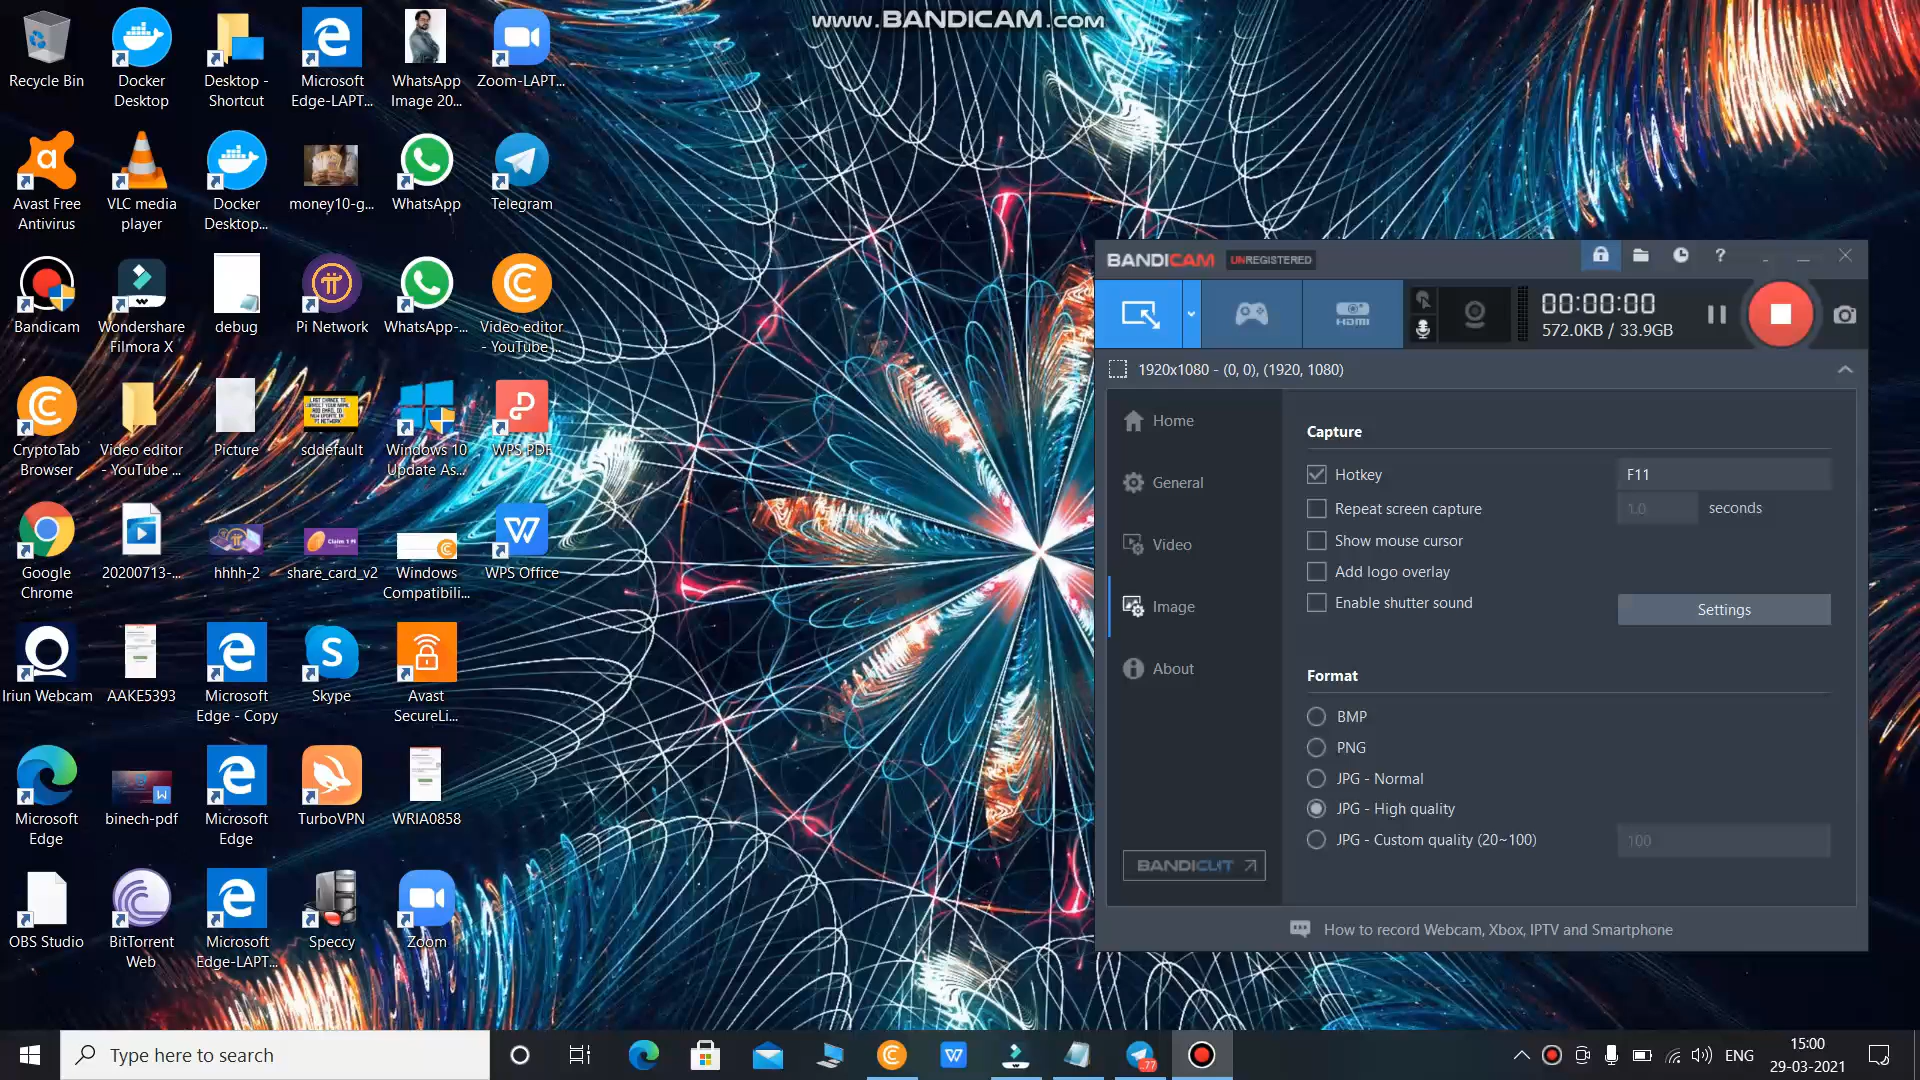 www.BANDICAM.com
Recycle Bin
Docker
Desktop
Desktop -
Shortcut
Microsoft
Edge-LAPT...
WhatsApp
Image 20...
Zoom-LAPT...
Avast Free
Antivirus
VLC media
player
Docker
Desktop...
money10-g...
WhatsApp
Telegram
Bandicam
Wondershare
Filmora X
debug
Pi Network
WhatsApp-...
Video editor
- YouTube ...
CryptoTab
Browser
Video editor
- YouTube ...
Picture
sddefault
Windows 10
Update As...
WPS PDF
Google
Chrome
20200713-...
hhhh-2
share_card_v2
Windows
Compatibili...
WPS Office
Claim 1 Pi
Iriun Webcam
AAKE5393
Microsoft
Edge - Copy
Skype
Avast
SecureLi...
Microsoft
Edge
binech-pdf
Microsoft
Edge
TurboVPN
WRIA0858
OBS Studio
BitTorrent
Web
Microsoft
Edge-LAPT...
Speccy
Zoom
BANDICAM UNREGISTERED
HDMI
00:00:00
572.0KB / 33.9GB
1920x1080 - (0, 0), (1920, 1080)
Home
General
Video
Image
About
BANDICUT
Capture
Hotkey F11
Repeat screen capture 1.0 seconds
Show mouse cursor
Add logo overlay
Enable shutter sound
Settings
Format
BMP
PNG
JPG - Normal
JPG - High quality
JPG - Custom quality (20~100) 100
How to record Webcam, Xbox, IPTV and Smartphone
Type here to search
77
ENG
15:00
29-03-2021